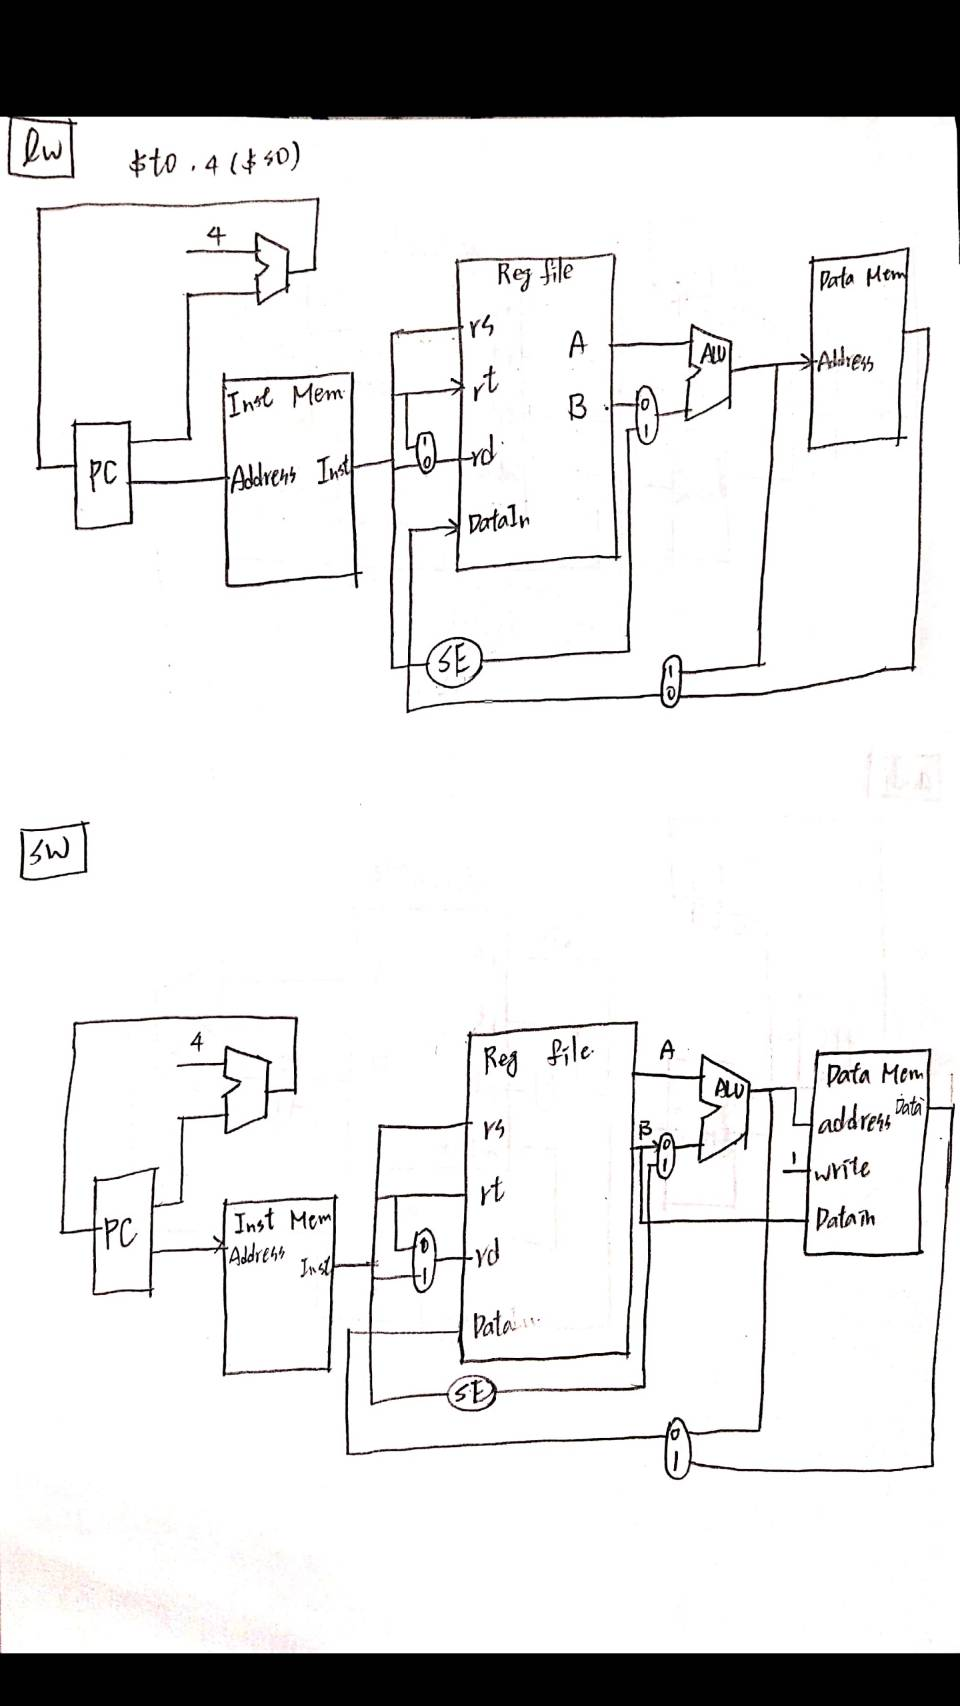 lw
$t0 . 4 ($s0)
4
Reg file
Data Mem
rs
A
ALU
Address
rt
Inst Mem
B
0
1
1
0
rd
PC
Address Inst
DataIn
SE
1
0
sw
4
Reg file
A
ALU
Data Mem
address Data
rs
B
0
1
1
write
rt
Datain
Inst Mem
PC
Address
Inst
0
1
rd
Data
SE
0
1